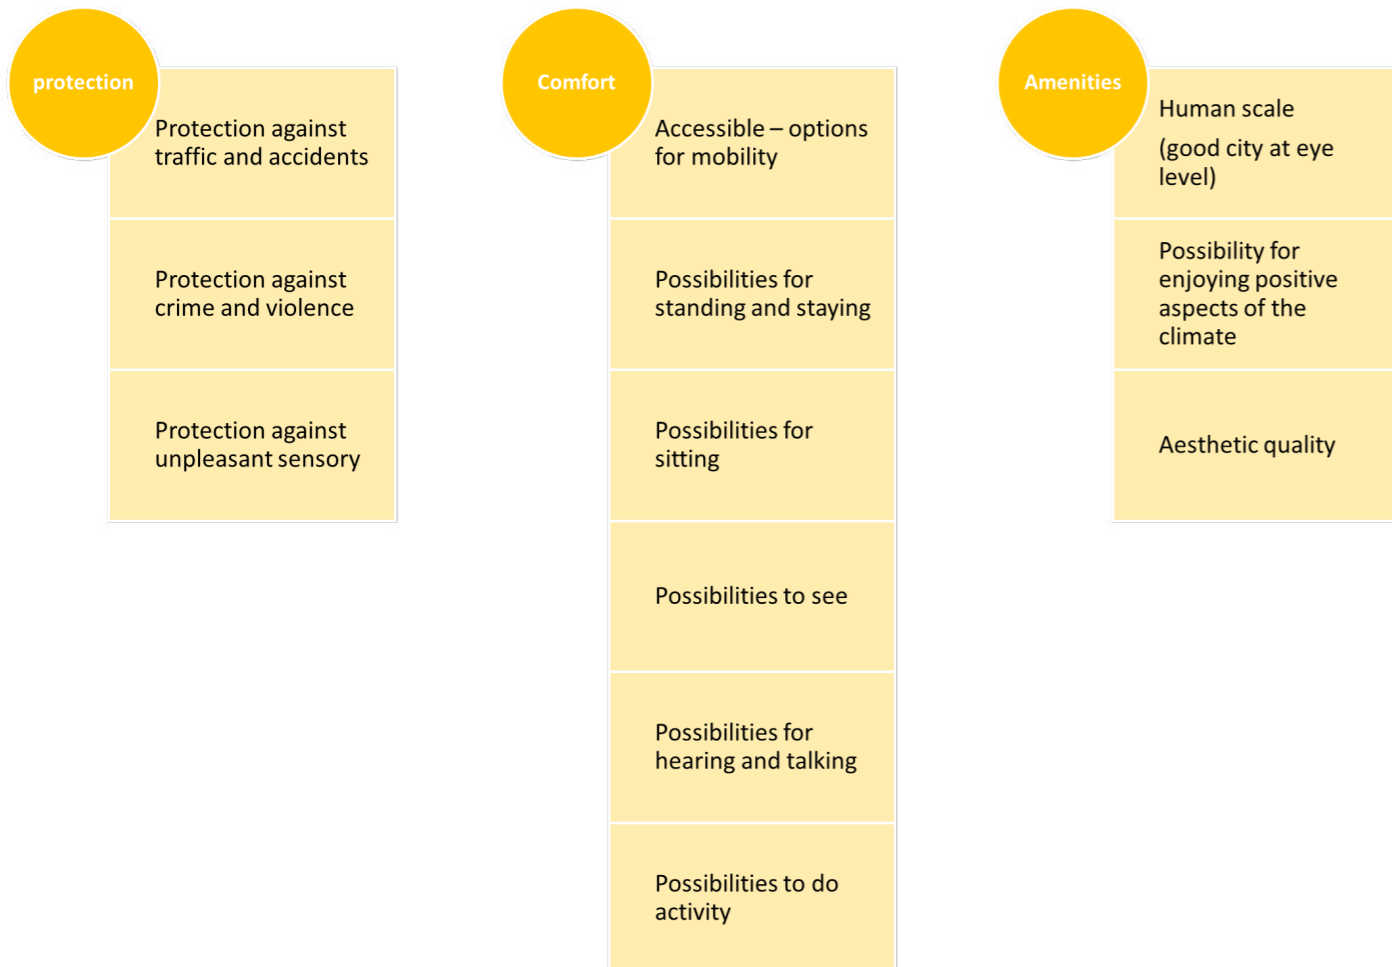 protection
Protection against
traffic and accidents
Protection against
crime and violence
Protection against
unpleasant sensory
Comfort
Accessible – options
for mobility
Possibilities for
standing and staying
Possibilities for
sitting
Possibilities to see
Possibilities for
hearing and talking
Possibilities to do
activity
Amenities
Human scale
(good city at eye
level)
Possibility for
enjoying positive
aspects of the
climate
Aesthetic quality